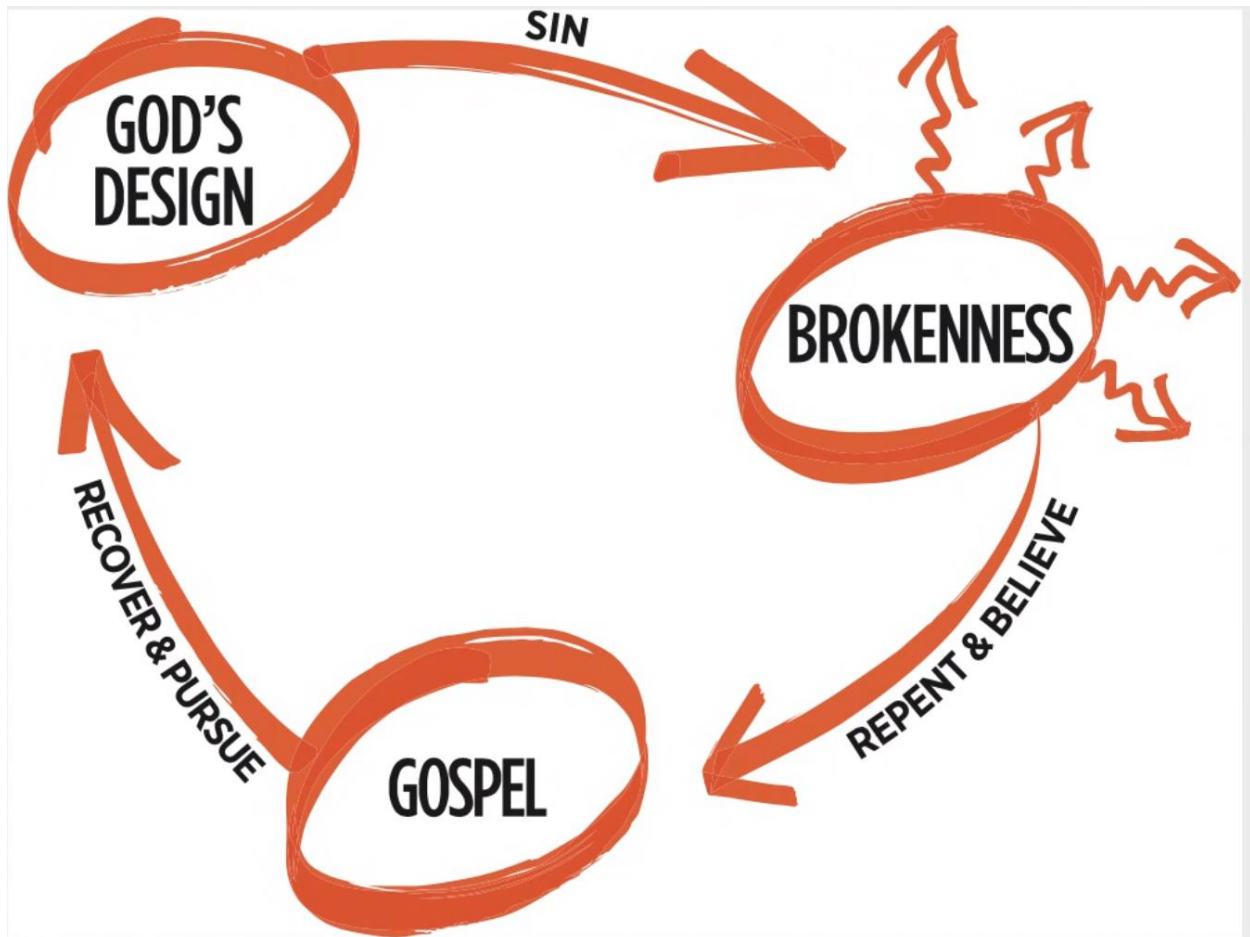 SIN
GOD'S
DESIGN
BROKENNESS
REPENT & BELIEVE
GOSPEL
RECOVER & PURSUE